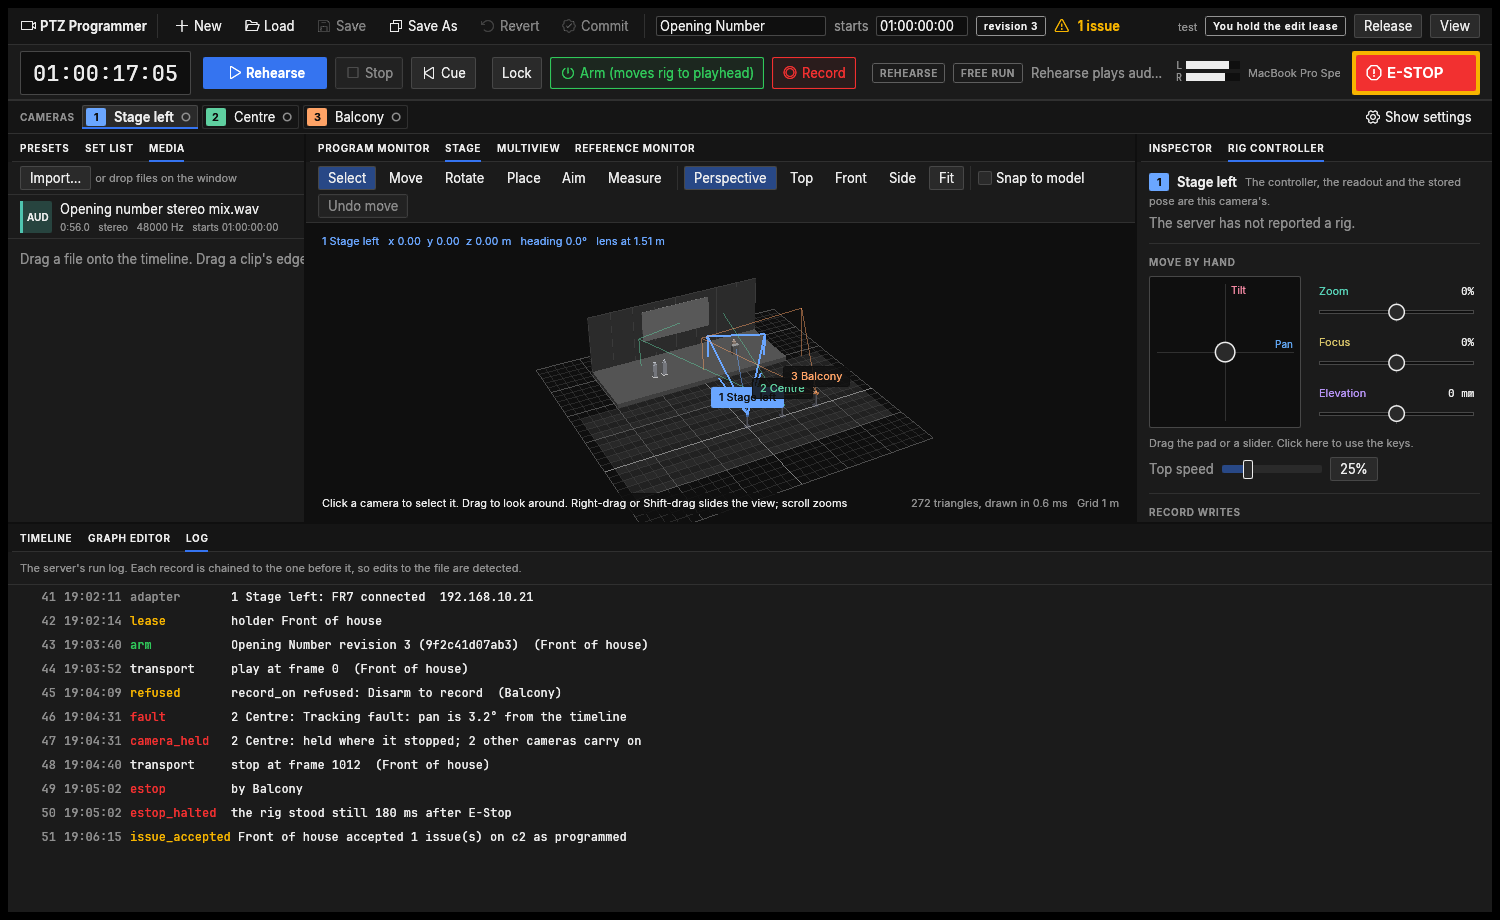 PTZ Programmer New Load Save Save As Revert Commit Opening Number starts 01:00:00:00 revision 3 1 issue test You hold the edit lease Release View
01:00:17:05 Rehearse Stop Cue Lock Arm (moves rig to playhead) Record REHEARSE FREE RUN Rehearse plays aud... L R MacBook Pro Spe E-STOP
CAMERAS 1 Stage left 2 Centre 3 Balcony Show settings
PRESETS SET LIST MEDIA
Import... or drop files on the window
AUD Opening number stereo mix.wav
0:56.0 stereo 48000 Hz starts 01:00:00:00
Drag a file onto the timeline. Drag a clip's edge
PROGRAM MONITOR STAGE MULTIVIEW REFERENCE MONITOR
Select Move Rotate Place Aim Measure Perspective Top Front Side Fit Snap to model
Undo move
1 Stage left x 0.00 y 0.00 z 0.00 m heading 0.0° lens at 1.51 m
3 Balcony
2 Centre
1 Stage left
Click a camera to select it. Drag to look around. Right-drag or Shift-drag slides the view; scroll zooms 272 triangles, drawn in 0.6 ms Grid 1 m
INSPECTOR RIG CONTROLLER
1 Stage left The controller, the readout and the stored
pose are this camera's.
The server has not reported a rig.
MOVE BY HAND
Tilt
Pan
Zoom 0%
Focus 0%
Elevation 0 mm
Drag the pad or a slider. Click here to use the keys.
Top speed 25%
RECORD WRITES
TIMELINE GRAPH EDITOR LOG
The server's run log. Each record is chained to the one before it, so edits to the file are detected.
41 19:02:11 adapter 1 Stage left: FR7 connected 192.168.10.21
42 19:02:14 lease holder Front of house
43 19:03:40 arm Opening Number revision 3 (9f2c41d07ab3) (Front of house)
44 19:03:52 transport play at frame 0 (Front of house)
45 19:04:09 refused record_on refused: Disarm to record (Balcony)
46 19:04:31 fault 2 Centre: Tracking fault: pan is 3.2° from the timeline
47 19:04:31 camera_held 2 Centre: held where it stopped; 2 other cameras carry on
48 19:04:40 transport stop at frame 1012 (Front of house)
49 19:05:02 estop by Balcony
50 19:05:02 estop_halted the rig stood still 180 ms after E-Stop
51 19:06:15 issue_accepted Front of house accepted 1 issue(s) on c2 as programmed